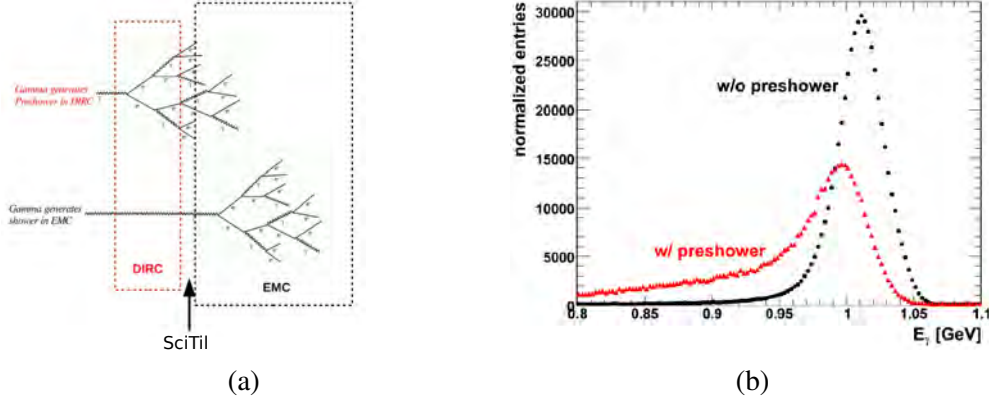 Gamma generates
Preshower in DIRC
Gamma generates
shower in EMC
DIRC
EMC
SciTil
(a)
normalized entries
30000
25000
20000
15000
10000
5000
0
w/o preshower
w/ preshower
0.8
0.85
0.9
0.95
1
1.05
1.1
Eγ [GeV]
(b)